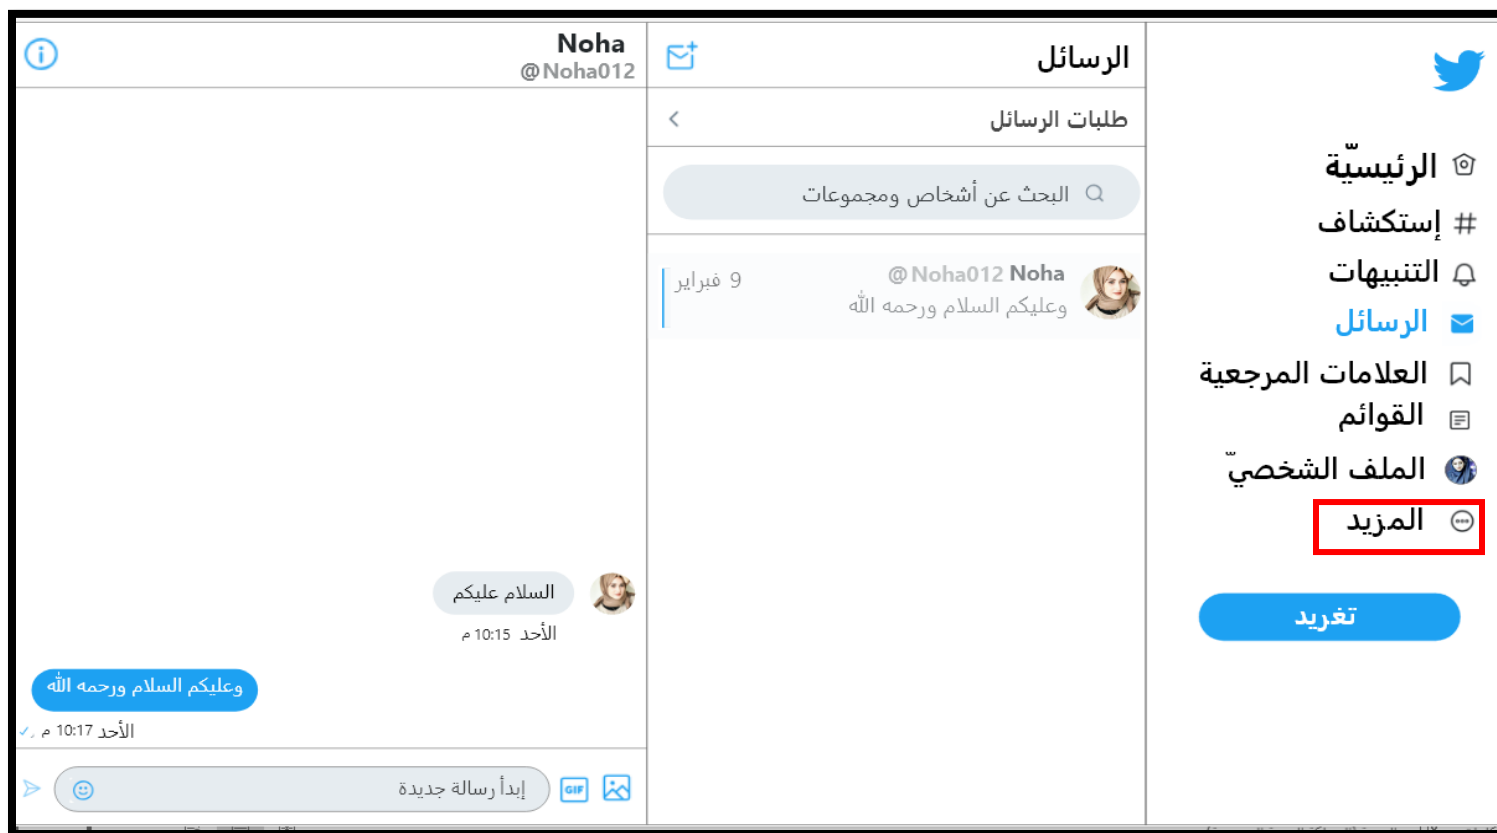 الرئيسيّة
إستكشاف
التنبيهات
الرسائل
العلامات المرجعية
القوائم
الملف الشخصيّ
المزيد
تغريد
الرسائل
طلبات الرسائل
البحث عن أشخاص ومجموعات
Noha @Noha012 9 فبراير
وعليكم السلام ورحمه الله
Noha
@Noha012
السلام عليكم
الأحد 10:15 م
وعليكم السلام ورحمه الله
الأحد 10:17 م
GIF إبدأ رسالة جديدة